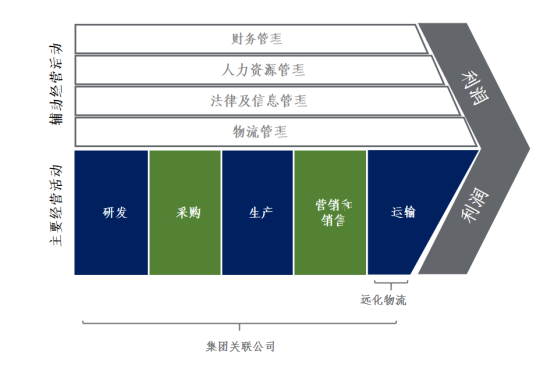 辅助经营活动
财务管理
人力资源管理
法律及信息管理
物流管理
利润
主要经营活动
研发
采购
生产
营销和
销售
运输
利润
远化物流
集团关联公司